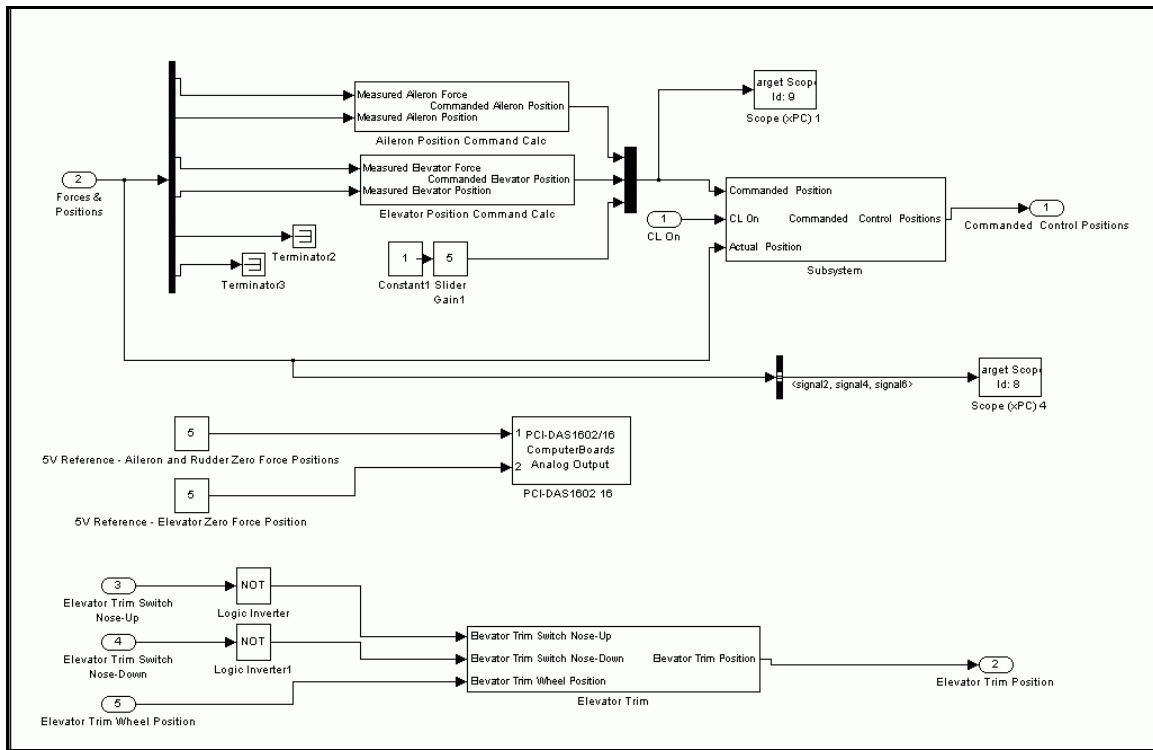 Measured Aileron Force
Commanded Aileron Position
Measured Aileron Position
Aileron Position Command Calc
arget Scop
Id: 9
Scope (xPC) 1
2
Forces &
Positions
Measured Elevator Force
Commanded Elevator Position
Measured Elevator Position
Elevator Position Command Calc
1
CL On
Commanded Position
CL On
Commanded Control Positions
Actual Position
Subsystem
1
Commanded Control Positions
Terminator2
Terminator3
1
Constant1
5
Slider
Gain1
<signal2, signal4, signal6>
arget Scop
Id: 8
Scope (xPC) 4
5
5V Reference - Aileron and Rudder Zero Force Positions
5
5V Reference - Elevator Zero Force Position
1
2
PCI-DAS1602/16
ComputerBoards
Analog Output
PCI-DAS1602 16
3
Elevator Trim Switch
Nose-Up
NOT
Logic Inverter
4
Elevator Trim Switch
Nose-Down
NOT
Logic Inverter1
5
Elevator Trim Wheel Position
Elevator Trim Switch Nose-Up
Elevator Trim Switch Nose-Down
Elevator Trim Position
Elevator Trim Wheel Position
Elevator Trim
2
Elevator Trim Position